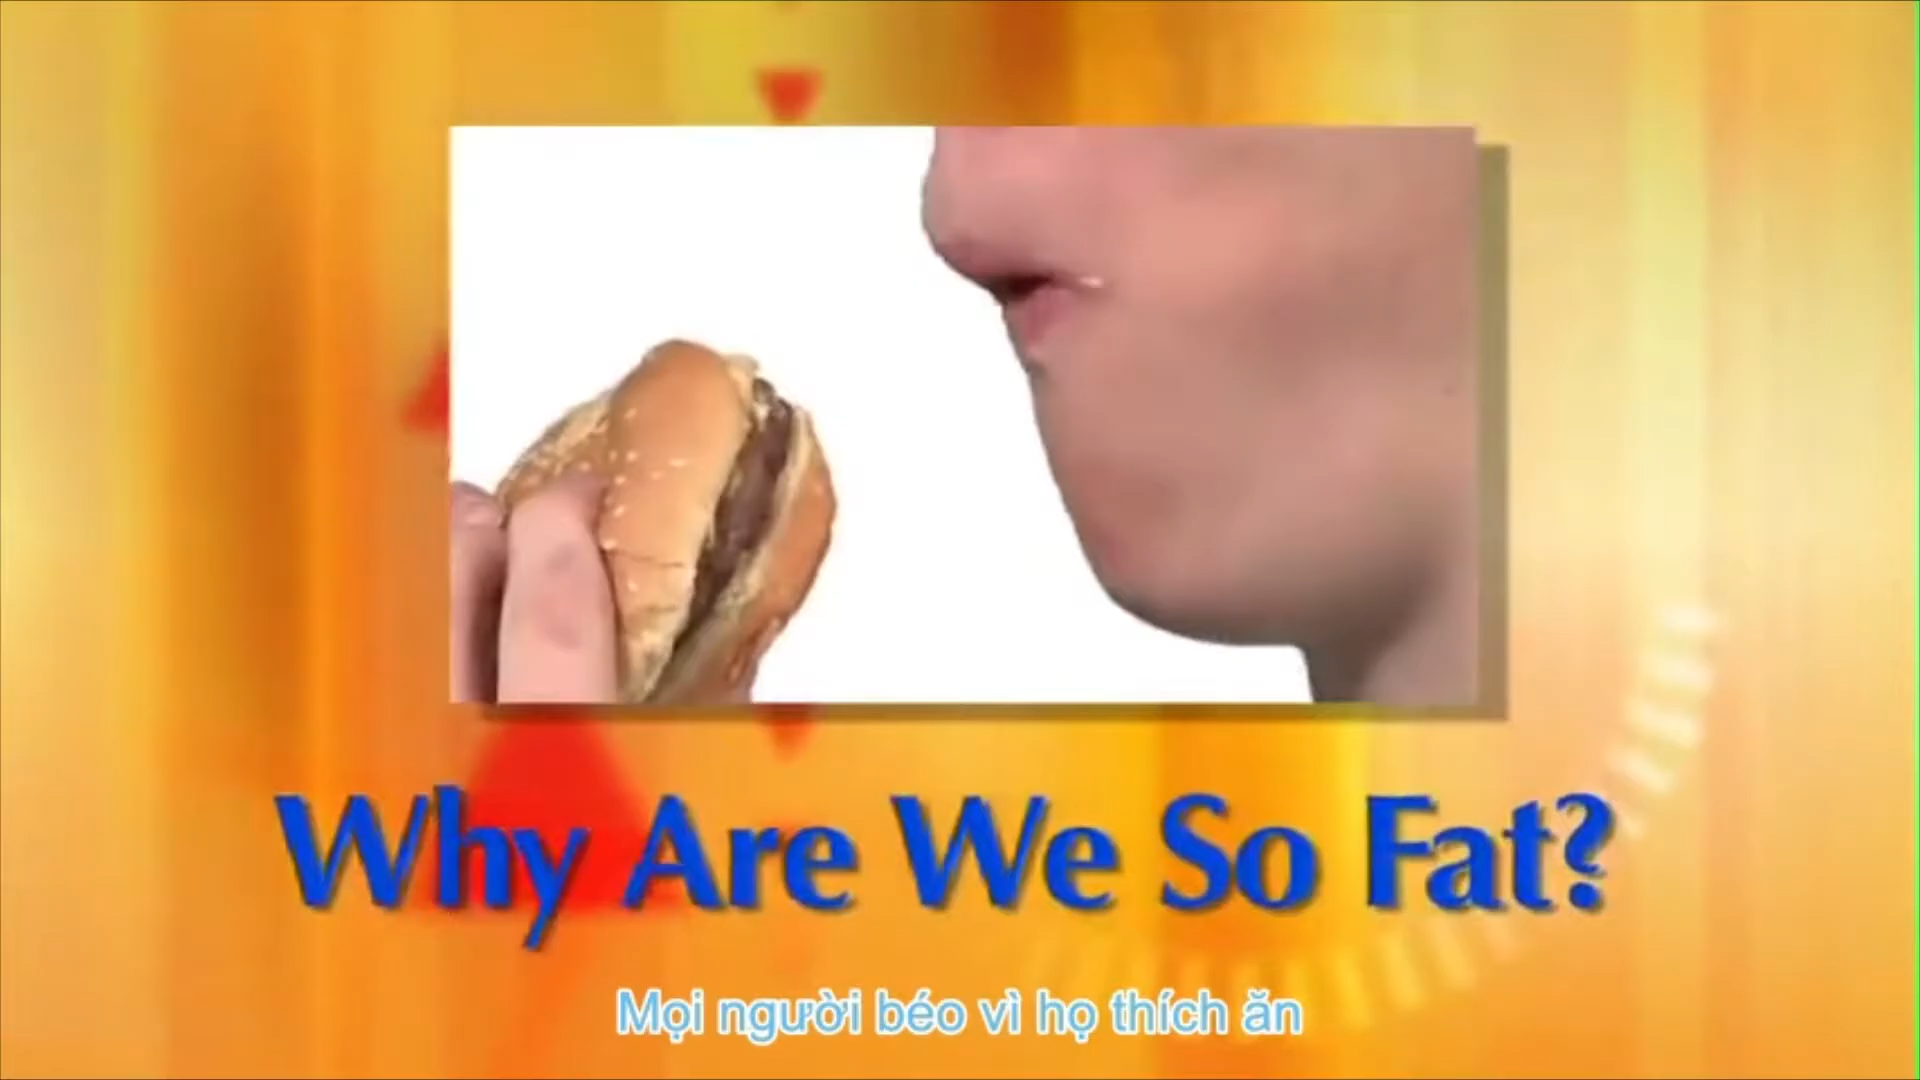 Why Are We So Fat?
Mọi người béo vì họ thích ăn